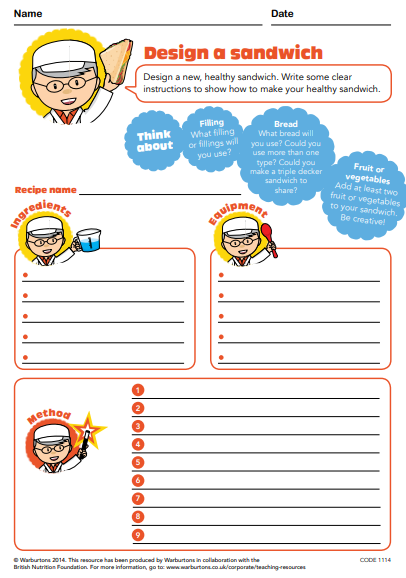 Name
Date
Design a sandwich
Design a new, healthy sandwich. Write some clear
instructions to show how to make your healthy sandwich.
Think
about
Filling
What filling
or fillings will
you use?
Bread
What bread will
you use? Could you
use more than one
type? Could you
make a triple decker
sandwich to
share?
Fruit or
vegetables
Add at least two
fruit or vegetables
to your sandwich.
Be creative!
Recipe name
Ingredients
Equipment
Method
1
2
3
4
5
6
7
8
9
© Warburtons 2014. This resource has been produced by Warburtons in collaboration with the
British Nutrition Foundation. For more information, go to: www.warburtons.co.uk/corporate/teaching-resources
CODE 1114